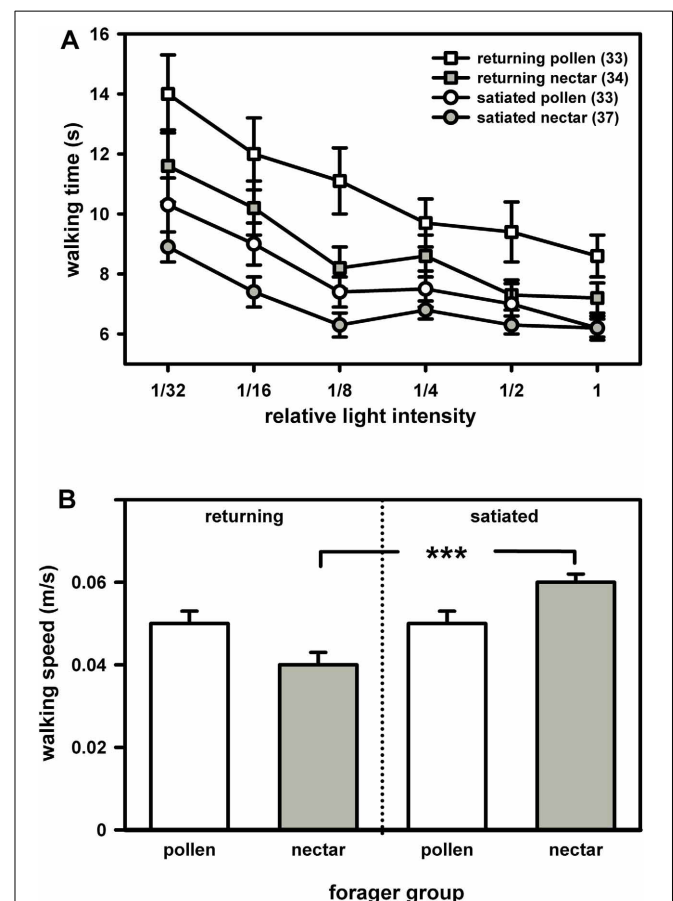 A
16
14
12
10
8
6
walking time (s)
returning pollen (33)
returning nectar (34)
satiated pollen (33)
satiated nectar (37)
1/32 1/16 1/8 1/4 1/2 1
relative light intensity
B
returning satiated
***
0.06
0.04
0.02
0
walking speed (m/s)
pollen nectar pollen nectar
forager group